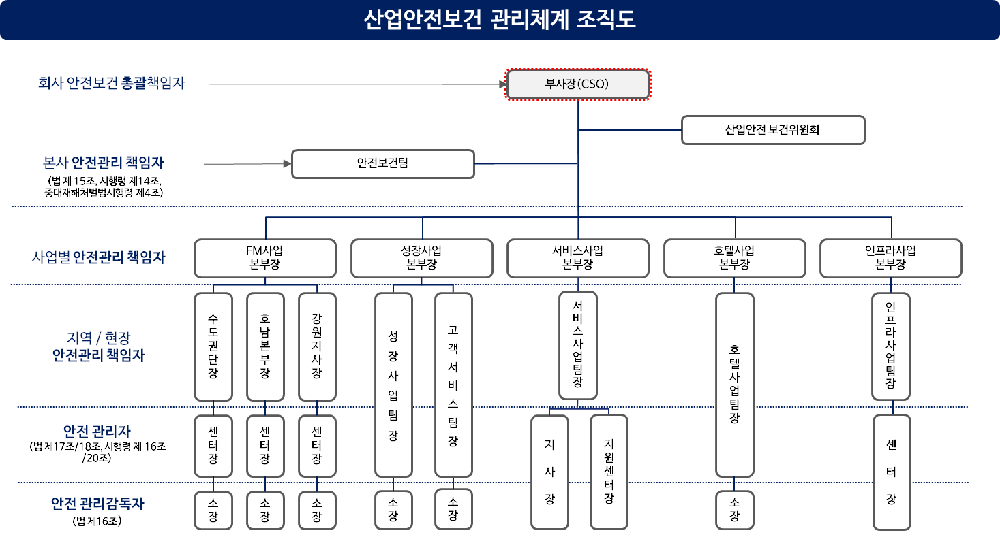 산업안전보건 관리체계 조직도
회사 안전보건 총괄책임자
부사장(CSO)
산업안전 보건위원회
본사 안전관리 책임자
(법 제 15조, 시행령 제14조,
중대재해처벌법시행령 제4조)
안전보건팀
사업별 안전관리 책임자
FM사업
본부장
성장사업
본부장
서비스사업
본부장
호텔사업
본부장
인프라사업
본부장
지역 / 현장
안전관리 책임자
수도권단장
호남본부장
강원지사장
성장사업팀장
고객서비스팀장
서비스사업팀장
호텔사업팀장
인프라사업팀장
안전 관리자
(법 제17조/18조, 시행령 제 16조
/20조)
센터장
센터장
센터장
지사장
지원센터장
센터장
안전 관리감독자
(법 제16조)
소장
소장
소장
소장
소장
소장